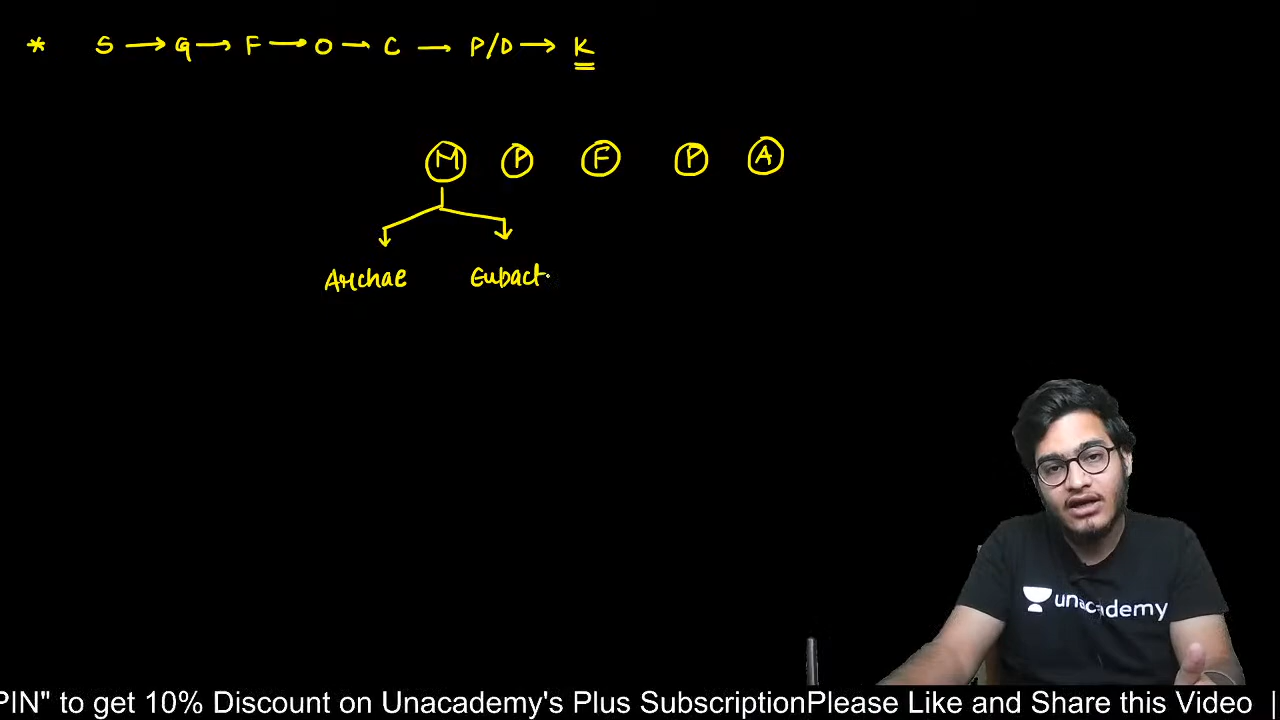 * S → G → F → O → C → P/D → K
M P F P A
Archae Eubact
unacademy
PIN" to get 10% Discount on Unacademy's Plus SubscriptionPlease Like and Share this Video |